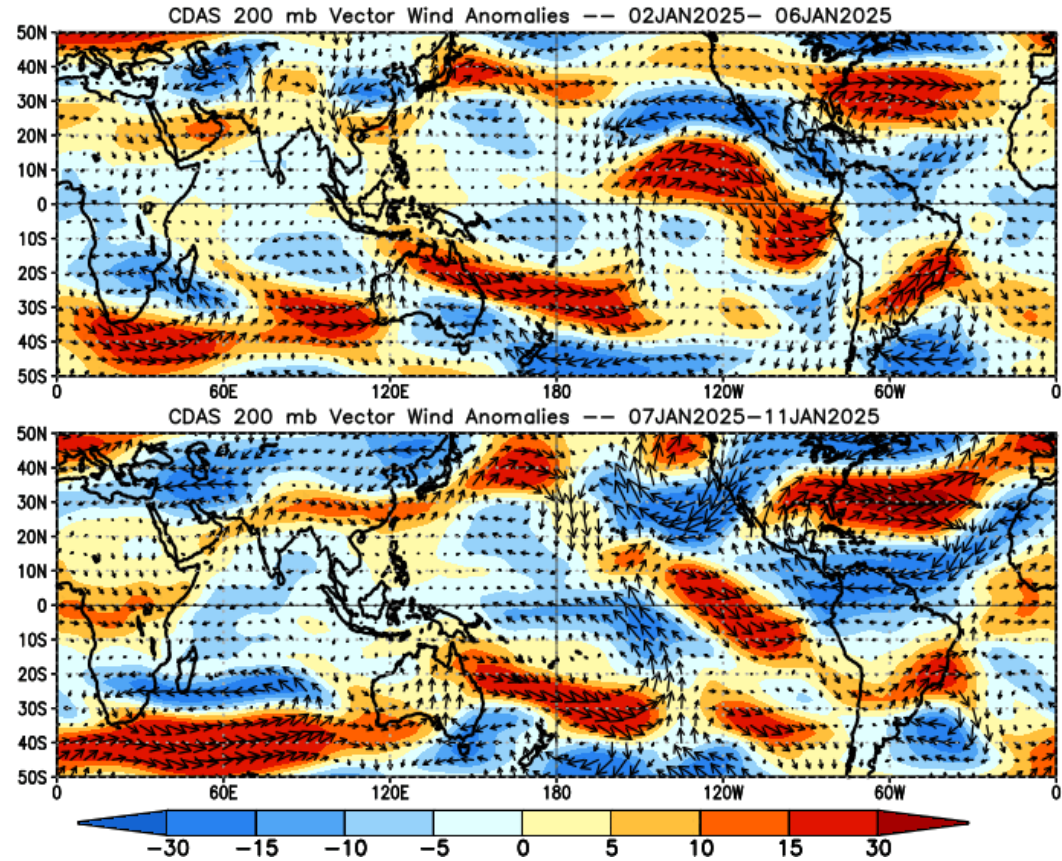 CDAS 200 mb Vector Wind Anomalies -- 02JAN2025- 06JAN2025
50N
40N
30N
20N
10N
0
10S
20S
30S
40S
50S
0 60E 120E 180 120W 60W 0
CDAS 200 mb Vector Wind Anomalies -- 07JAN2025-11JAN2025
50N
40N
30N
20N
10N
0
10S
20S
30S
40S
50S
0 60E 120E 180 120W 60W 0
-30 -15 -10 -5 0 5 10 15 30